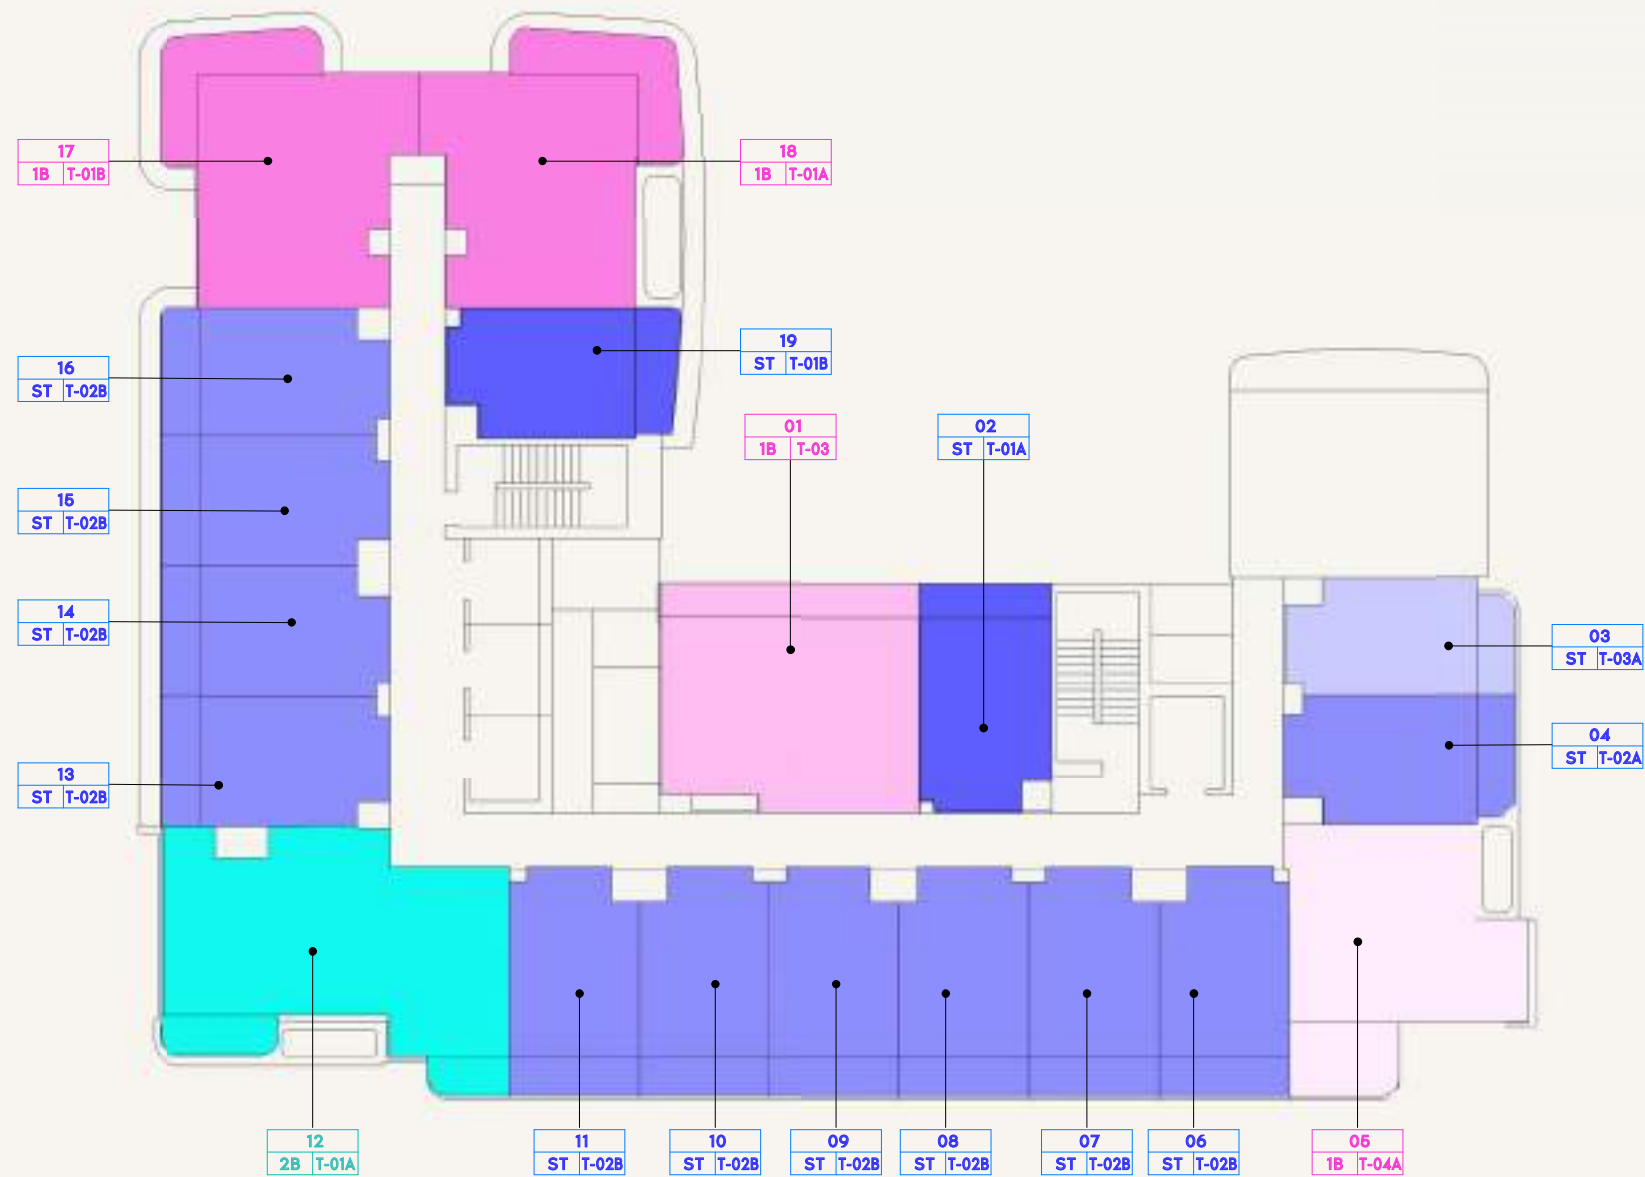 17
1B T-01B
18
1B T-01A
16
ST T-02B
19
ST T-01B
01
1B T-03
02
ST T-01A
15
ST T-02B
14
ST T-02B
03
ST T-03A
04
ST T-02A
13
ST T-02B
12
2B T-01A
11
ST T-02B
10
ST T-02B
09
ST T-02B
08
ST T-02B
07
ST T-02B
06
ST T-02B
05
1B T-04A